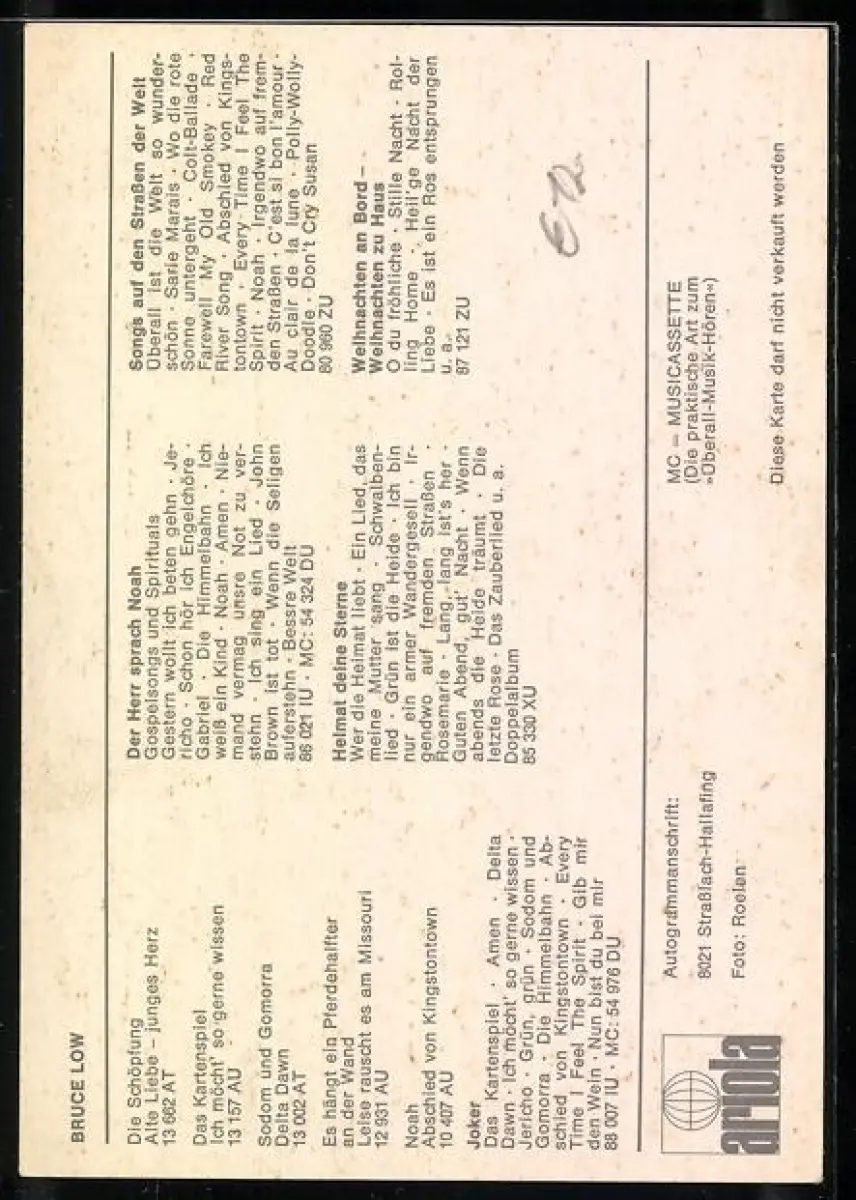 BRUCE LOW
Die Schöpfung
Alte Liebe – junges Herz
13 662 AT
Das Kartenspiel
Ich möcht' so gerne wissen
13 157 AU
Sodom und Gomorra
Delta Dawn
13 002 AT
Es hängt ein Pferdehalfter
an der Wand
Leise rauscht es am Missouri
12 931 AU
Noah
Abschied von Kingstontown
10 407 AU
Joker
Das Kartenspiel · Amen · Delta
Dawn · Ich möcht' so gerne wissen ·
Jericho · Grün, grün · Sodom und
Gomorra · Die Himmelbahn · Ab-
schied von Kingstontown · Every
Time I Feel The Spirit · Gib mir
den Wein · Nun bist du bei mir
88 007 IU · MC: 54 976 DU
Der Herr sprach Noah
Gospelsongs und Spirituals
Gestern wollt ich beten gehn · Je-
richo · Schon hör ich Engelchöre ·
Gabriel · Die Himmelbahn · Ich
weiß ein Kind · Noah · Amen · Nie-
mand vermag unsre Not zu ver-
stehn · Ich sing ein Lied · John
Brown ist tot · Wenn die Seligen
auferstehn · Bessre Welt
86 021 IU · MC: 54 324 DU
Heimat deine Sterne
Wer die Heimat liebt · Ein Lied, das
meine Mutter sang · Schwalben-
lied · Grün ist die Heide · Ich bin
nur ein armer Wandergesell · Ir-
gendwo auf fremden Straßen ·
Rosemarie · Lang, lang ist's her ·
Guten Abend, gut' Nacht · Wenn
abends die Heide träumt · Die
letzte Rose · Das Zauberlied u. a.
Doppelalbum
85 330 XU
Songs auf den Straßen der Welt
Überall ist die Welt so wunder-
schön · Sarie Marais · Wo die rote
Sonne untergeht · Colt-Ballade ·
Farewell My Old Smokey · Red
River Song · Abschied von Kings-
tontown · Every Time I Feel The
Spirit · Noah · Irgendwo auf frem-
den Straßen · C'est si bon l'amour ·
Au clair de la lune · Polly-Wolly-
Doodle · Don't Cry Susan
80 960 ZU
Weihnachten an Bord –
Weihnachten zu Haus
O du fröhliche · Stille Nacht · Rol-
ling Home · Heil'ge Nacht der
Liebe · Es ist ein Ros entsprungen
u. a.
87 121 ZU
ariola
Autogrammanschrift:
8021 Straßlach-Hailafing
Foto: Roelen
MC = MUSICASSETTE
(Die praktische Art zum
»Überall-Musik-Hören«)
Diese Karte darf nicht verkauft werden